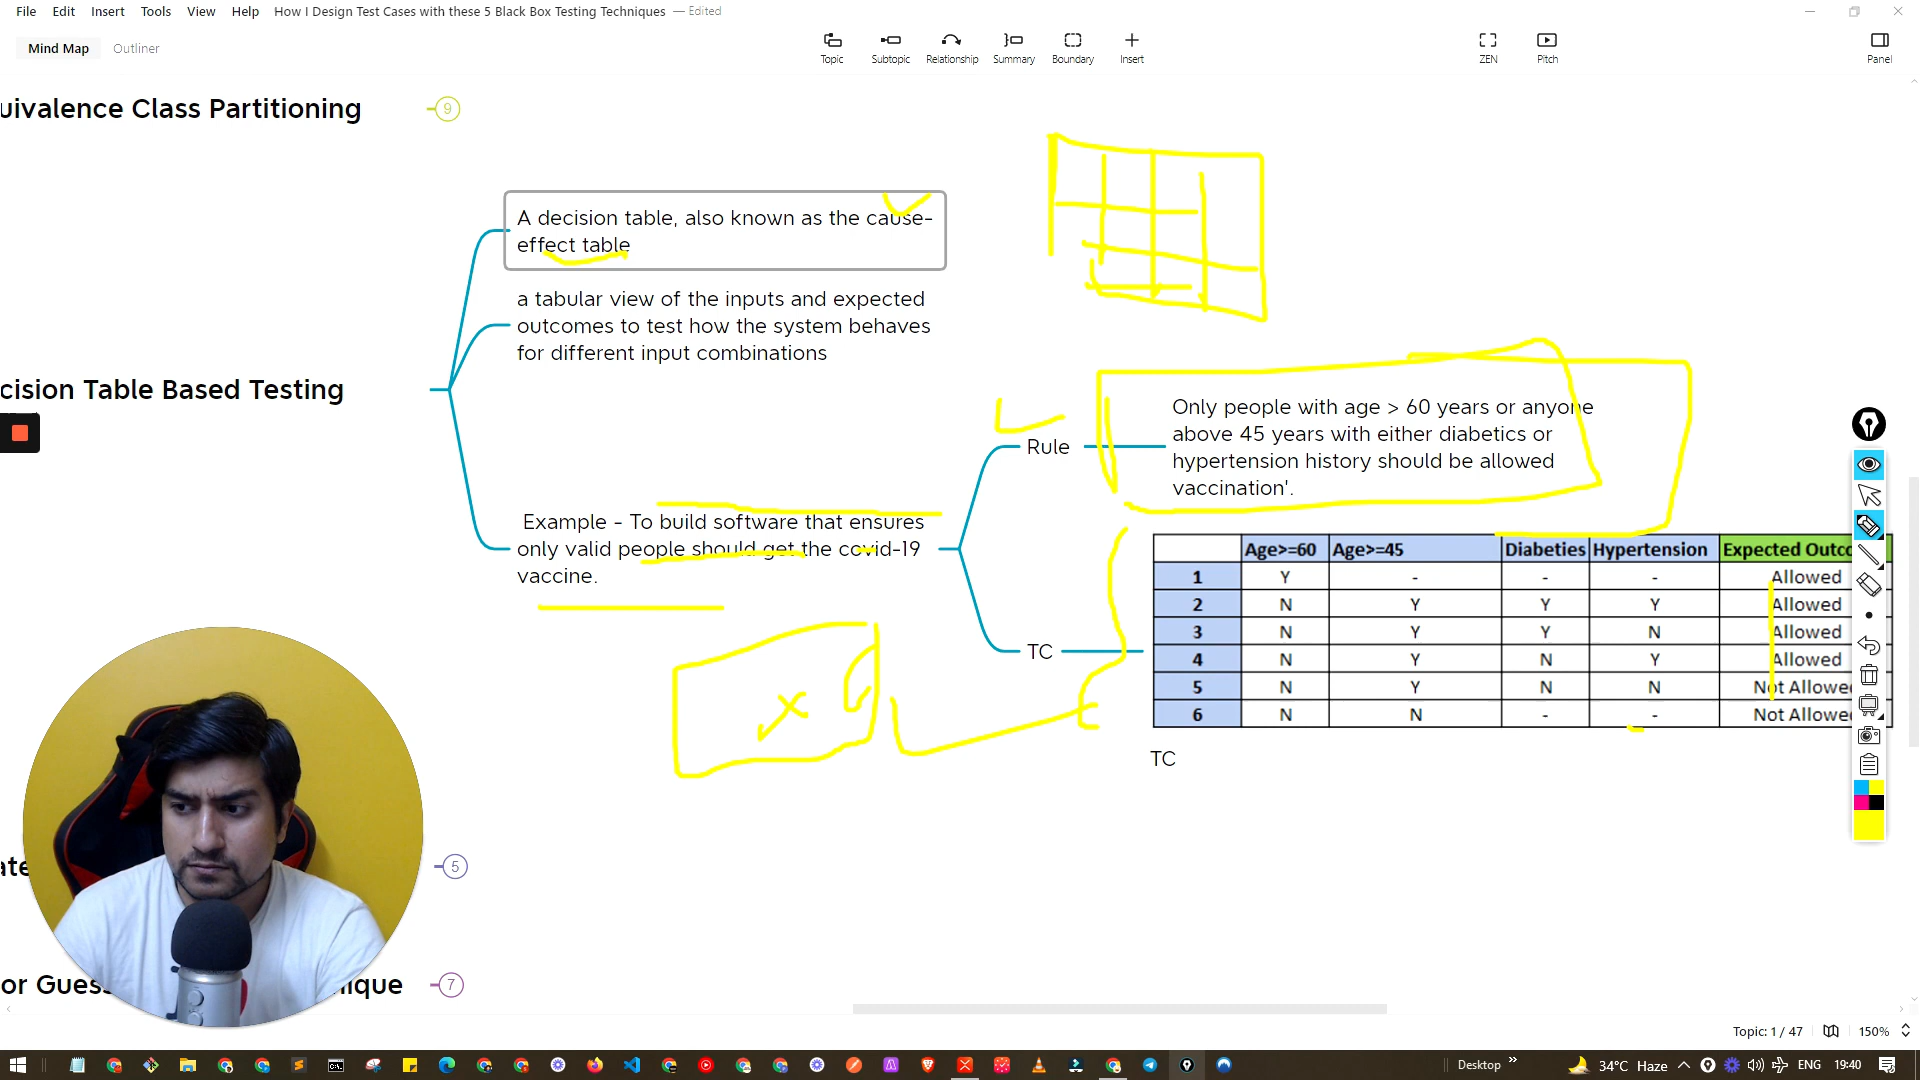 File Edit Insert Tools View Help How I Design Test Cases with these 5 Black Box Testing Techniques — Edited
Mind Map Outliner
Topic Subtopic Relationship Summary Boundary Insert ZEN Pitch Panel
uivalence Class Partitioning 9
A decision table, also known as the cause-
effect table
a tabular view of the inputs and expected
outcomes to test how the system behaves
for different input combinations
cision Table Based Testing
Rule
Only people with age > 60 years or anyone
above 45 years with either diabetics or
hypertension history should be allowed
vaccination'.
Example - To build software that ensures
only valid people should get the covid-19
vaccine.
TC
Age>=60 Age>=45 Diabeties Hypertension Expected Outco
1 Y - - - Allowed
2 N Y Y Y Allowed
3 N Y Y N Allowed
4 N Y N Y Allowed
5 N Y N N Not Allowe
6 N N - - Not Allowe
TC
ate 5
or Gues ique 7
Topic: 1 / 47 150%
Desktop 34°C Haze ENG 19:40